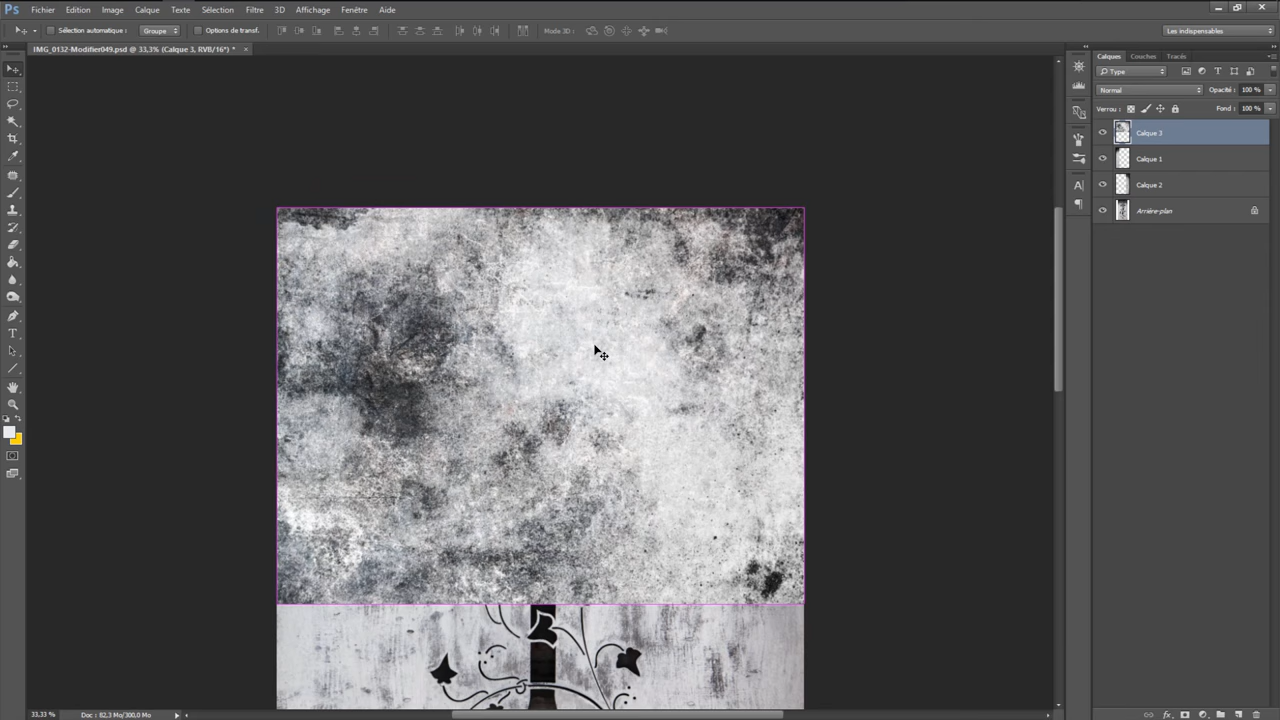 Ps Fichier Edition Image Calque Texte Sélection Filtre 3D Affichage Fenêtre Aide
Sélection automatique : Groupe Options de transf. Mode 3D : Les indispensables
IMG_0132-Modifier049.psd @ 33,3% (Calque 3, RVB/16*) * ×
Calques Couches Tracés
Type
Normal Opacité : 100 %
Verrou : Fond : 100 %
Calque 3
Calque 1
Calque 2
Arrière-plan
33,33 % Doc : 82,3 Mo/300,0 Mo